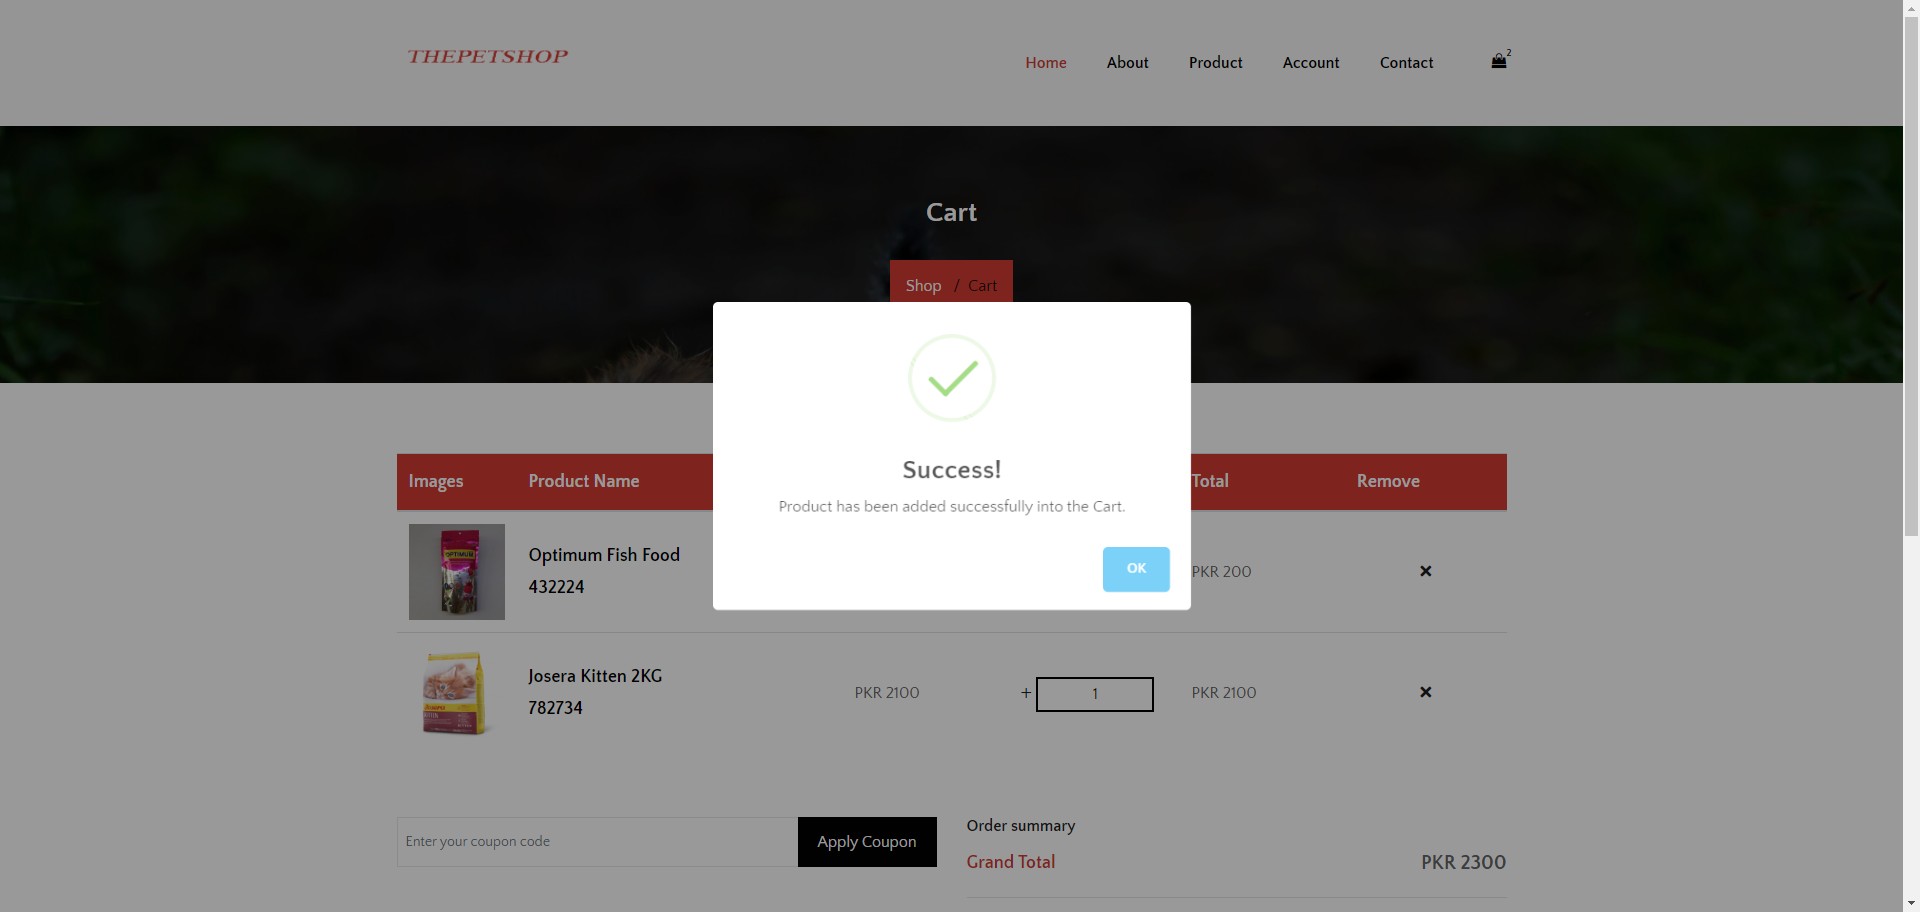 THEPETSHOP
Home About Product Account Contact 2
Cart
Shop / Cart
Success!
Product has been added successfully into the Cart.
OK
Images Product Name Total Remove
OPTIMUM
Optimum Fish Food
432224
PKR 200
Josera Kitten 2KG
782734
PKR 2100 + 1 PKR 2100
Enter your coupon code Apply Coupon
Order summary
Grand Total PKR 2300